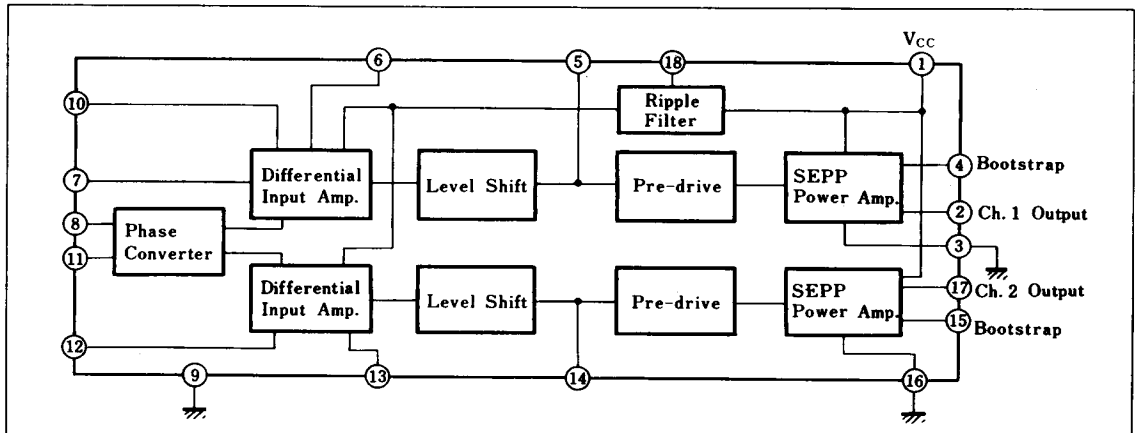 VCC
6
5
18
1
10
Ripple
Filter
7
Differential
Input Amp.
Level Shift
Pre-drive
SEPP
Power Amp.
4
Bootstrap
8
Phase
Converter
2
Ch. 1 Output
11
3
Differential
Input Amp.
Level Shift
Pre-drive
SEPP
Power Amp.
17
Ch. 2 Output
15
Bootstrap
12
9
13
14
16